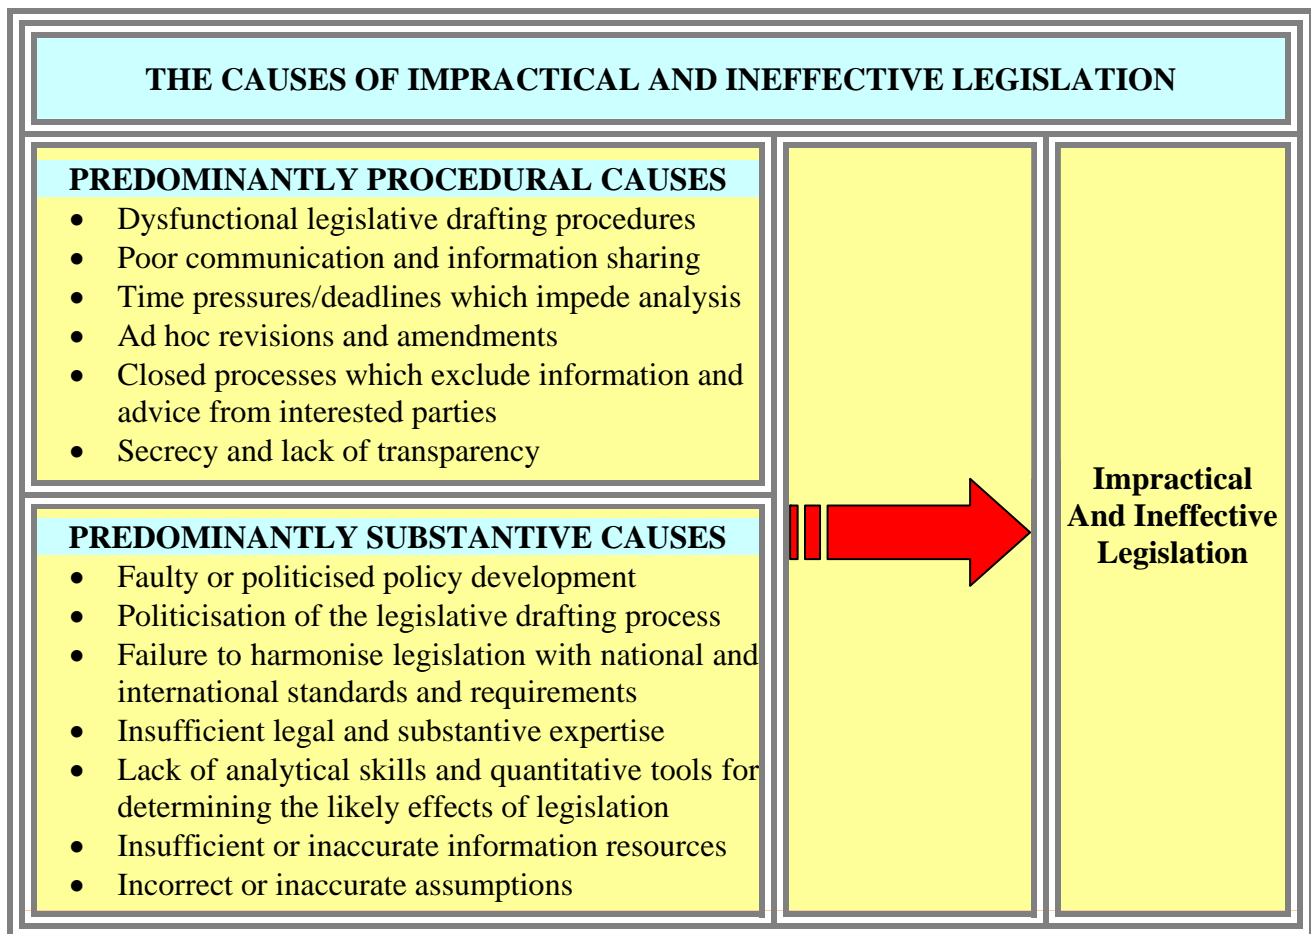 THE CAUSES OF IMPRACTICAL AND INEFFECTIVE LEGISLATION
PREDOMINANTLY PROCEDURAL CAUSES
• Dysfunctional legislative drafting procedures
• Poor communication and information sharing
• Time pressures/deadlines which impede analysis
• Ad hoc revisions and amendments
• Closed processes which exclude information and
advice from interested parties
• Secrecy and lack of transparency
PREDOMINANTLY SUBSTANTIVE CAUSES
• Faulty or politicised policy development
• Politicisation of the legislative drafting process
• Failure to harmonise legislation with national and
international standards and requirements
• Insufficient legal and substantive expertise
• Lack of analytical skills and quantitative tools for
determining the likely effects of legislation
• Insufficient or inaccurate information resources
• Incorrect or inaccurate assumptions
Impractical
And Ineffective
Legislation